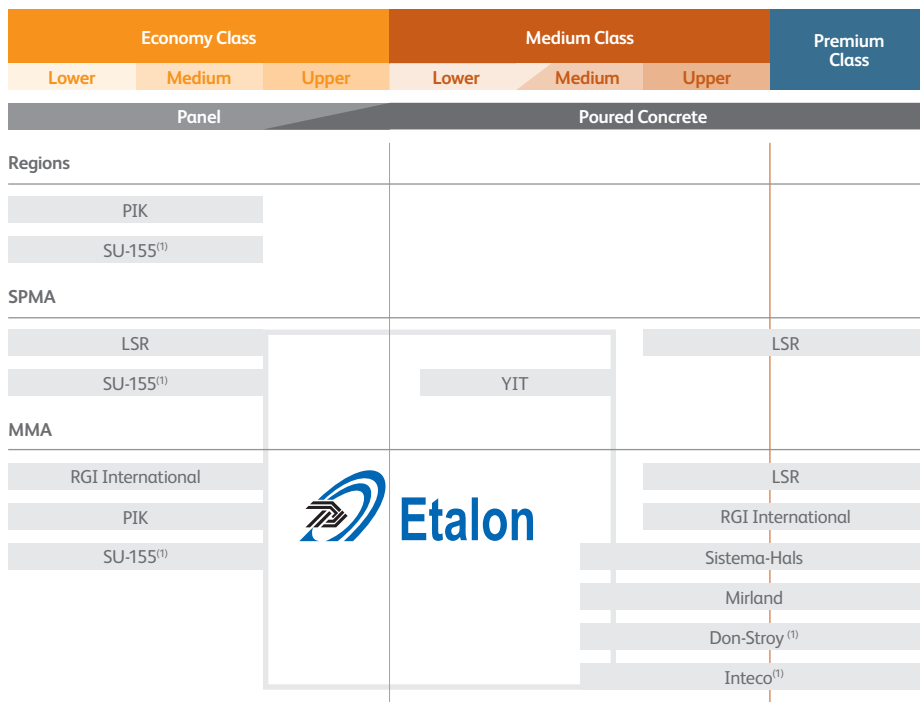 Economy Class
Medium Class
Premium
Class
Lower Medium Upper Lower Medium Upper
Panel Poured Concrete
Regions
PIK
SU-155(1)
SPMA
LSR LSR
SU-155(1) YIT
MMA
RGI International LSR
PIK RGI International
Etalon
SU-155(1) Sistema-Hals
Mirland
Don-Stroy (1)
Inteco(1)